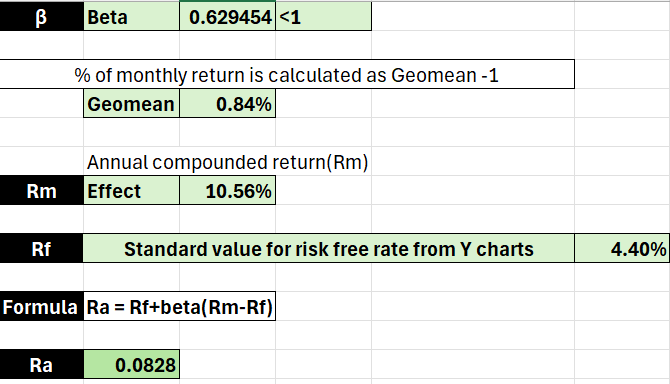 β Beta 0.629454 <1
% of monthly return is calculated as Geomean -1
Geomean 0.84%
Annual compounded return(Rm)
Rm Effect 10.56%
Rf Standard value for risk free rate from Y charts 4.40%
Formula Ra = Rf+beta(Rm-Rf)
Ra 0.0828